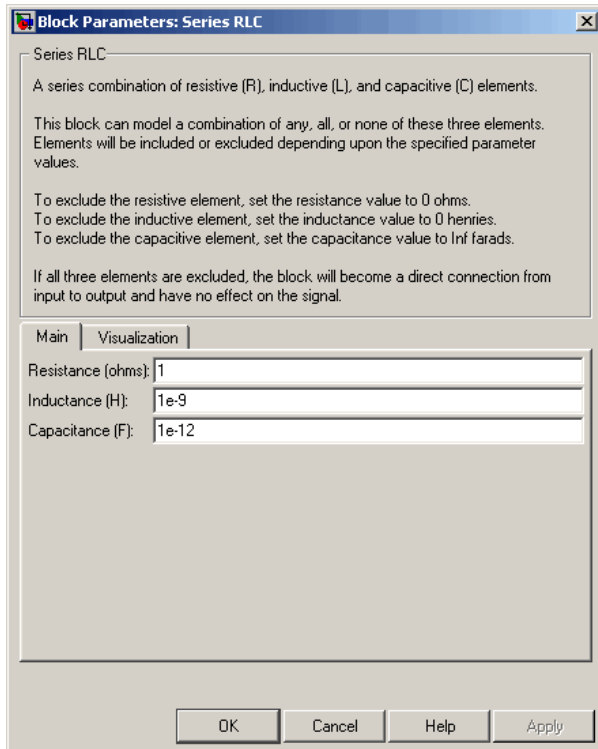 Block Parameters: Series RLC
Series RLC
A series combination of resistive (R), inductive (L), and capacitive (C) elements.
This block can model a combination of any, all, or none of these three elements.
Elements will be included or excluded depending upon the specified parameter
values.
To exclude the resistive element, set the resistance value to 0 ohms.
To exclude the inductive element, set the inductance value to 0 henries.
To exclude the capacitive element, set the capacitance value to Inf farads.
If all three elements are excluded, the block will become a direct connection from
input to output and have no effect on the signal.
Main Visualization
Resistance (ohms): 1
Inductance (H): 1e-9
Capacitance (F): 1e-12
OK Cancel Help Apply